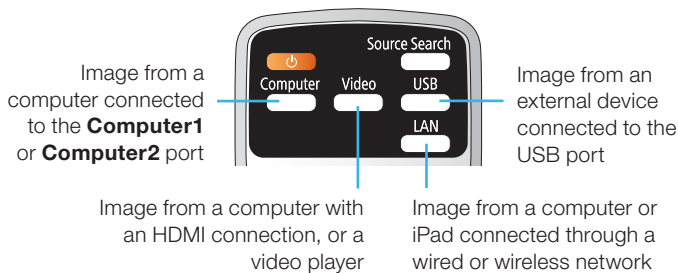 Source Search
Computer
Video
USB
LAN
Image from a
computer connected
to the Computer1
or Computer2 port
Image from an
external device
connected to the
USB port
Image from a computer with
an HDMI connection, or a
video player
Image from a computer or
iPad connected through a
wired or wireless network